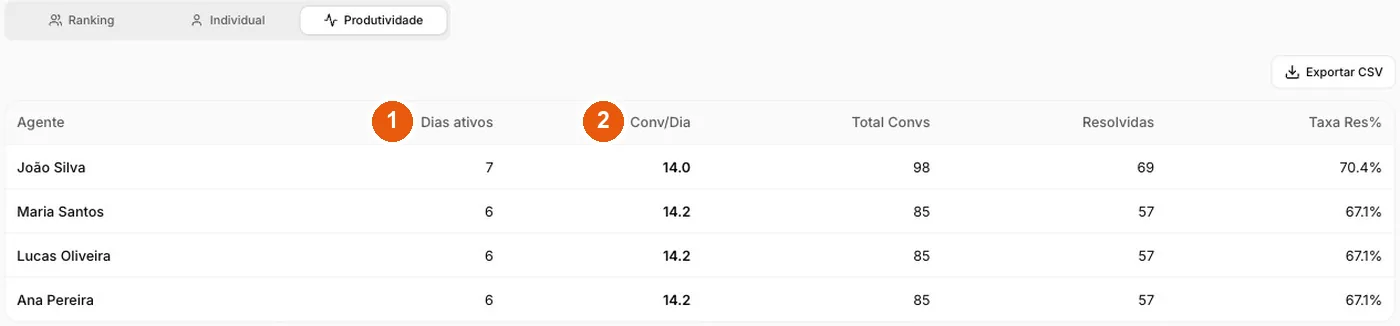 Ranking Individual Produtividade
Exportar CSV
Agente 1 Dias ativos 2 Conv/Dia Total Convs Resolvidas Taxa Res%
João Silva 7 14.0 98 69 70.4%
Maria Santos 6 14.2 85 57 67.1%
Lucas Oliveira 6 14.2 85 57 67.1%
Ana Pereira 6 14.2 85 57 67.1%